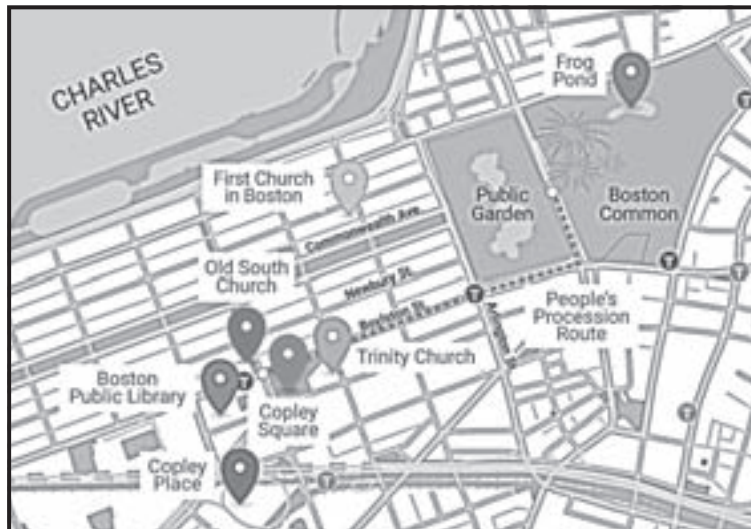 Frog
Pond
CHARLES
RIVER
First Church
in Boston
Public
Garden
Boston
Common
Commonwealth Ave
Old South
Church
Newbury St.
Boylston St.
People's
Procession
Route
Arlington St.
Trinity Church
Boston
Public Library
Copley
Square
Copley
Place
T
T
T
T
T
T
T